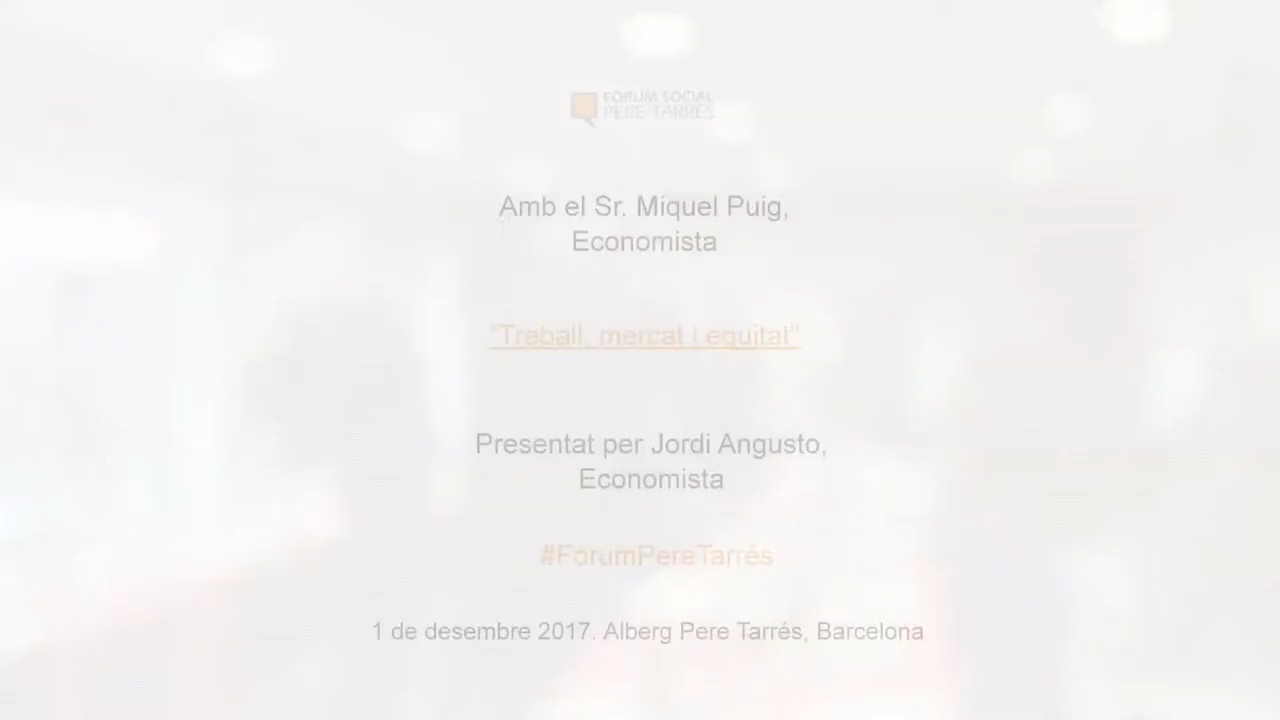 FÒRUM SOCIAL
PERE TARRÉS
Amb el Sr. Miquel Puig,
Economista
"Treball, mercat i equitat"
Presentat per Jordi Angusto,
Economista
#ForumPereTarrés
1 de desembre 2017. Alberg Pere Tarrés, Barcelona